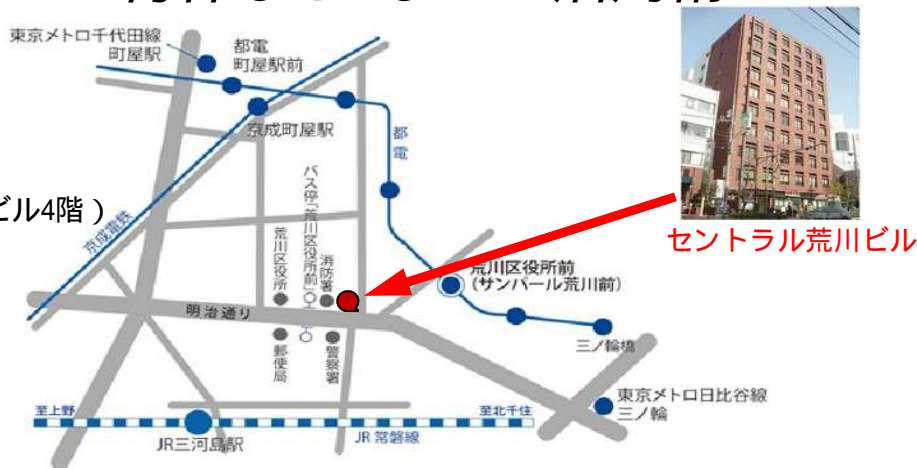 東京メトロ千代田線
町屋駅
都電
町屋駅前
京成町屋駅
都電
ビル4階）
京成電鉄
バス停「荒川区役所前」
荒川区役所
消防署
セントラル荒川ビル
荒川区役所前
(サンパール荒川前)
明治通り
郵便局
警察署
三ノ輪橋
東京メトロ日比谷線
三ノ輪
至上野
至北千住
JR三河島駅
JR 常磐線